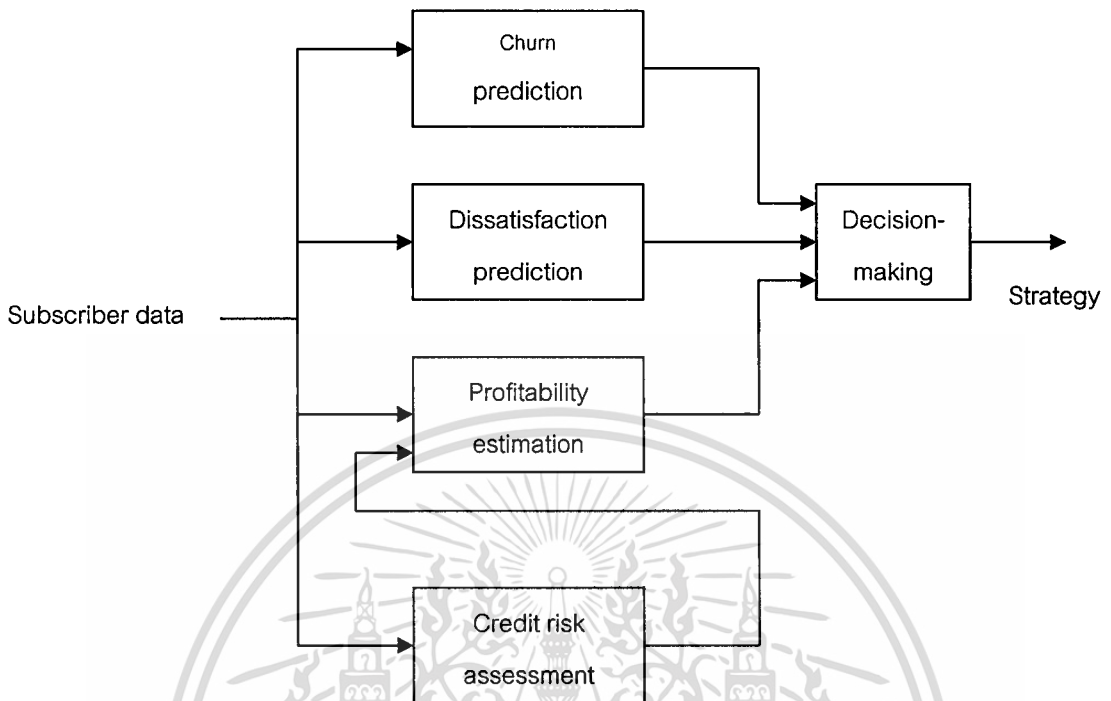 Churn
prediction
Dissatisfaction
prediction
Decision-
making
Strategy
Subscriber data
Profitability
estimation
Credit risk
assessment